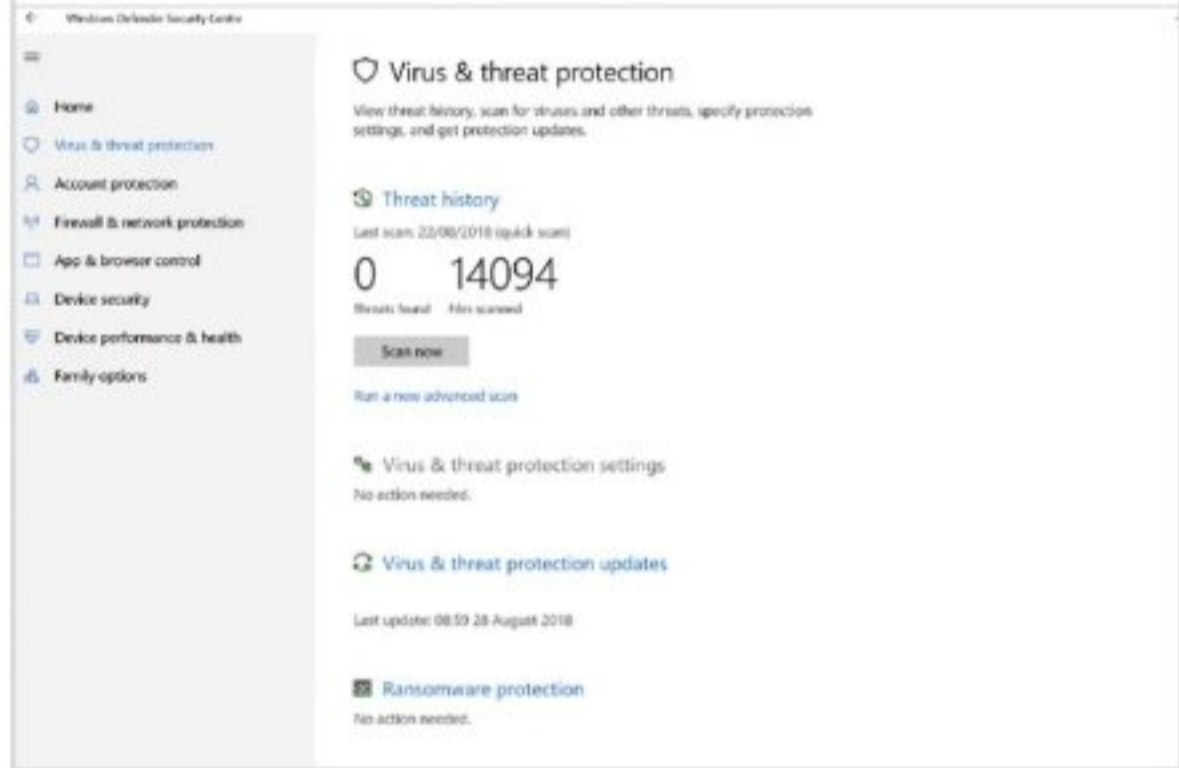 Windows Defender Security Centre
Home
Virus & threat protection
Account protection
Firewall & network protection
App & browser control
Device security
Device performance & health
Family options
Virus & threat protection
View threat history, scan for viruses and other threats, specify protection
settings, and get protection updates.
Threat history
Last scan: 22/08/2018 (quick scan)
0 14094
Threats found Files scanned
Scan now
Run a new advanced scan
Virus & threat protection settings
No action needed.
Virus & threat protection updates
Last update: 08:59 28 August 2018
Ransomware protection
No action needed.